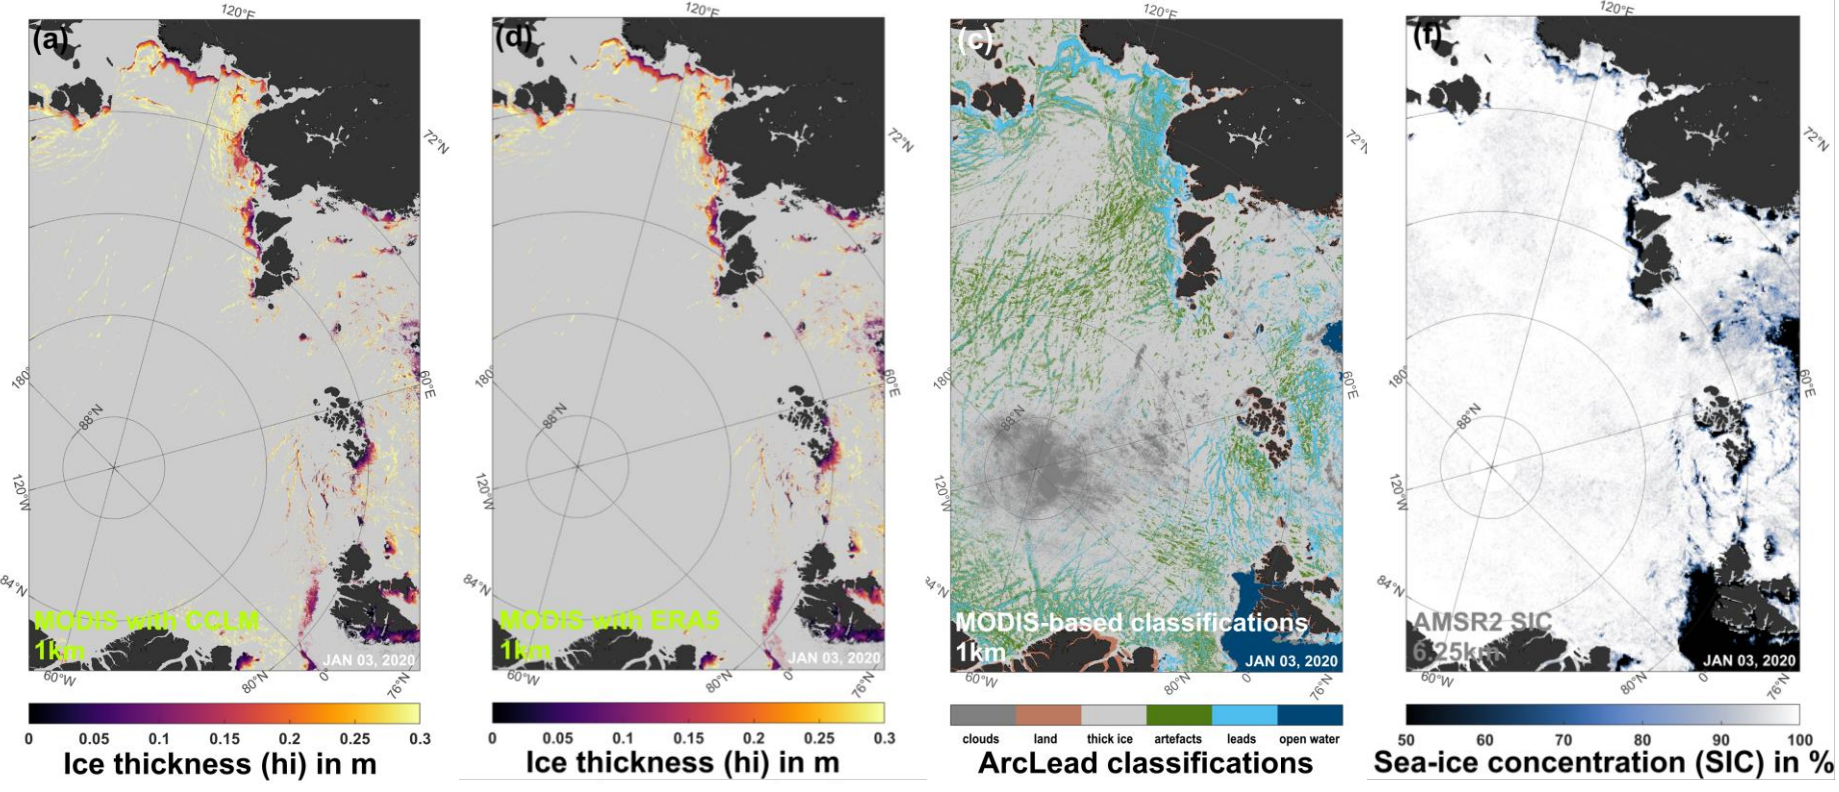 120°E
120°E
120°E
120°E
(a)
(d)
(c)
(f)
72°N
72°N
72°N
72°N
180°
180°
180°
180°
60°E
60°E
60°E
60°E
88°N
88°N
88°N
88°N
120°W
120°W
120°W
120°W
84°N
84°N
84°N
84°N
MODIS with CCLM
1km
JAN 03, 2020
MODIS with ERA5
1km
JAN 03, 2020
MODIS-based classifications
1km
JAN 03, 2020
AMSR2 SIC
6.25km
JAN 03, 2020
60°W 80°N 0° 76°N
60°W 80°N 0° 76°N
60°W 80°N 0° 76°N
60°W 80°N 0° 76°N
0 0.05 0.1 0.15 0.2 0.25 0.3
Ice thickness (hi) in m
0 0.05 0.1 0.15 0.2 0.25 0.3
Ice thickness (hi) in m
clouds land thick ice artefacts leads open water
ArcLead classifications
50 60 70 80 90 100
Sea-ice concentration (SIC) in %